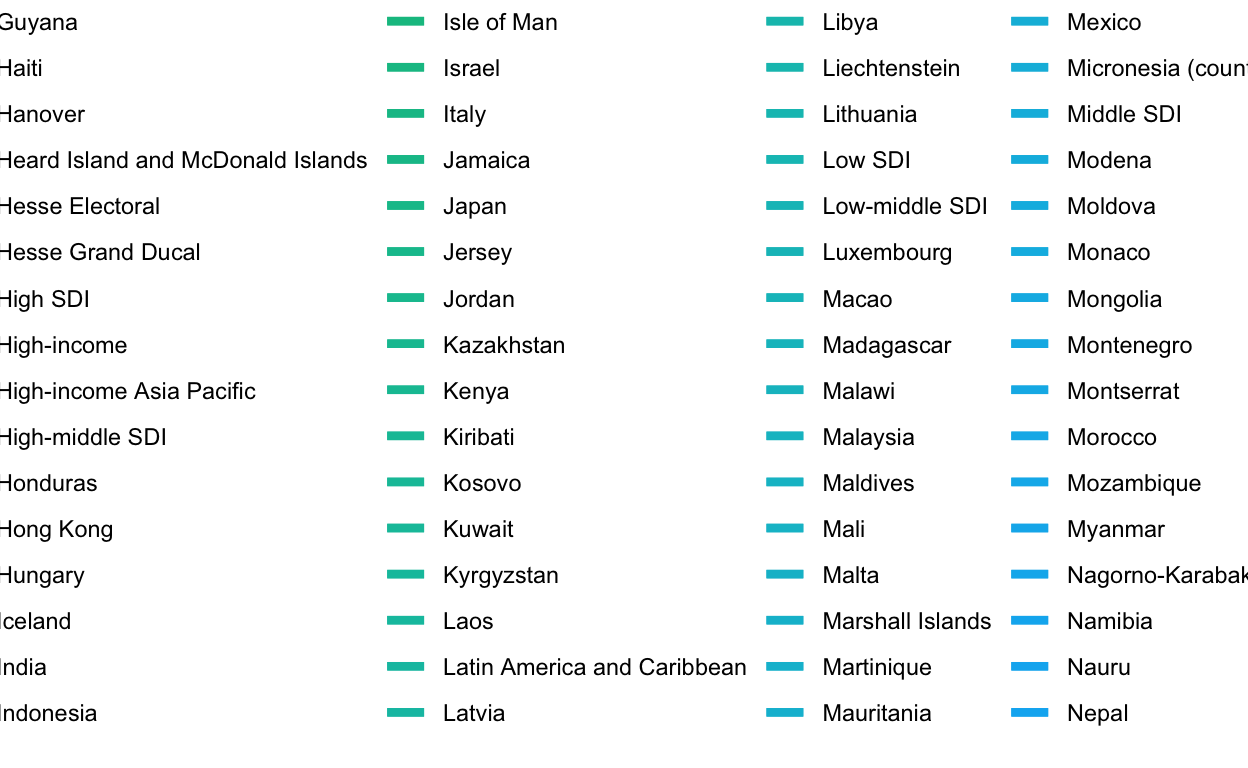 Guyana
Haiti
Hanover
Heard Island and McDonald Islands
Hesse Electoral
Hesse Grand Ducal
High SDI
High-income
High-income Asia Pacific
High-middle SDI
Honduras
Hong Kong
Hungary
Iceland
India
Indonesia
Isle of Man
Israel
Italy
Jamaica
Japan
Jersey
Jordan
Kazakhstan
Kenya
Kiribati
Kosovo
Kuwait
Kyrgyzstan
Laos
Latin America and Caribbean
Latvia
Libya
Liechtenstein
Lithuania
Low SDI
Low-middle SDI
Luxembourg
Macao
Madagascar
Malawi
Malaysia
Maldives
Mali
Malta
Marshall Islands
Martinique
Mauritania
Mexico
Micronesia
Middle SDI
Modena
Moldova
Monaco
Mongolia
Montenegro
Montserrat
Morocco
Mozambique
Myanmar
Namibia
Nauru
Nepal